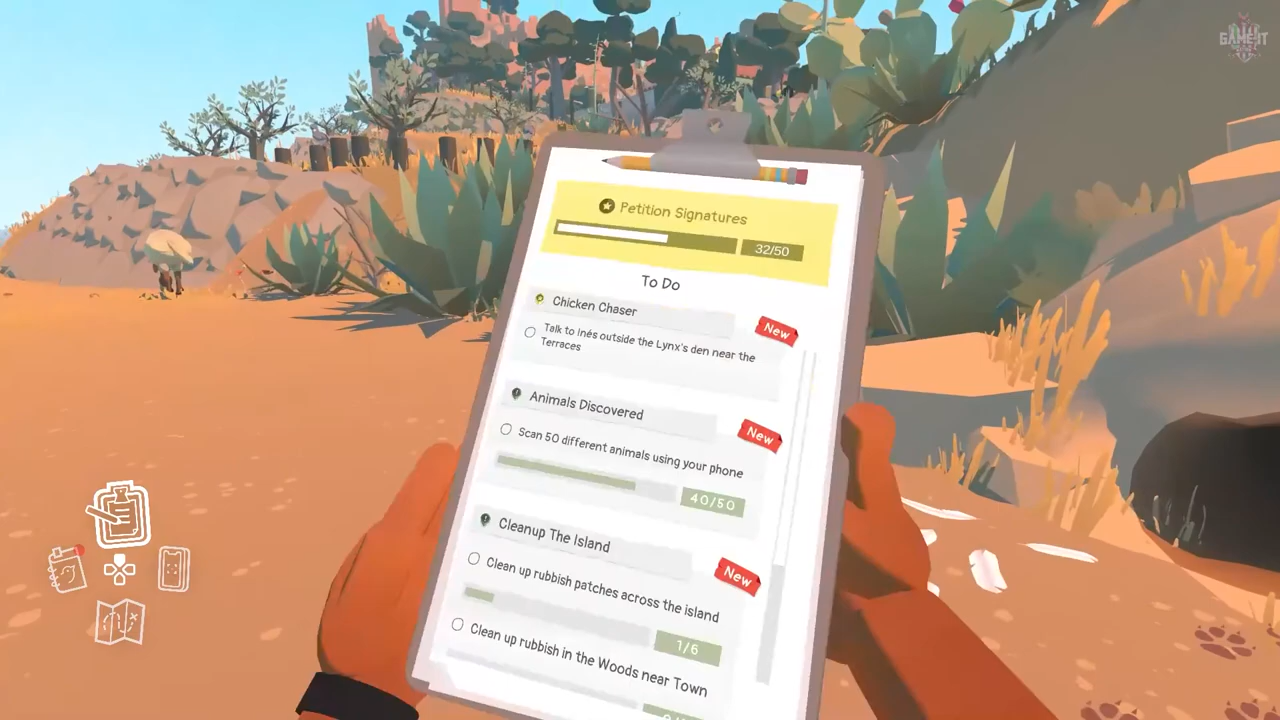 GAME IT
Petition Signatures
32/50
To Do
Chicken Chaser
New
Talk to Inés outside the Lynx's den near the
Terraces
Animals Discovered
New
Scan 50 different animals using your phone
40/50
Cleanup The Island
New
Clean up rubbish patches across the island
1/6
Clean up rubbish in the Woods near Town